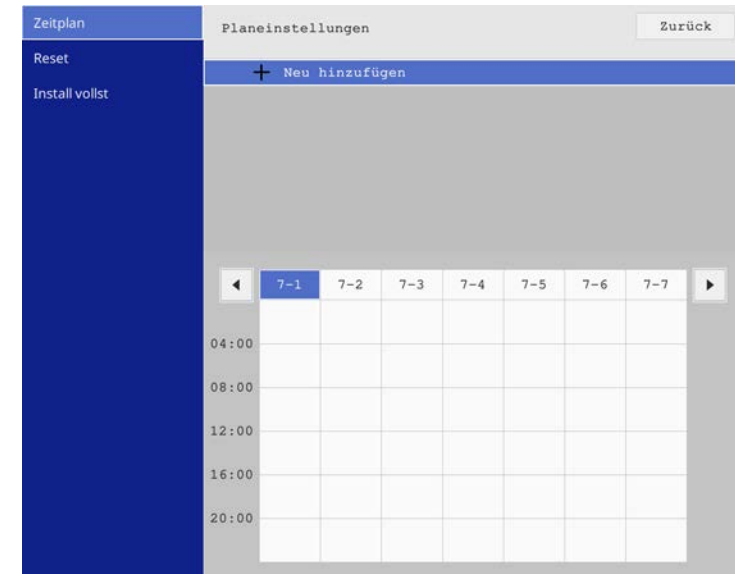 Zeitplan
Reset
Install vollst
Planeinstellungen
Zurück
Neu hinzufügen
7-1 7-2 7-3 7-4 7-5 7-6 7-7
04:00
08:00
12:00
16:00
20:00